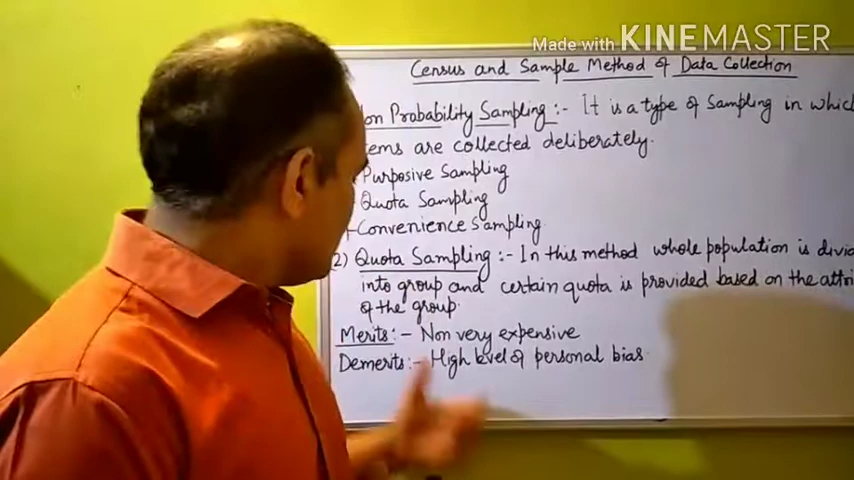 Made with KINEMASTER
Census and Sample Method of Data Collection
Non Probability Sampling :- It is a type of Sampling in which
tems are collected deliberately.
Purposive Sampling
Quota Sampling
Convenience Sampling
2) Quota Sampling :- In this method whole population is divid
into group and certain quota is provided based on the attri
of the group.
Merits :- Non very expensive
Demerits :- High level of personal bias.